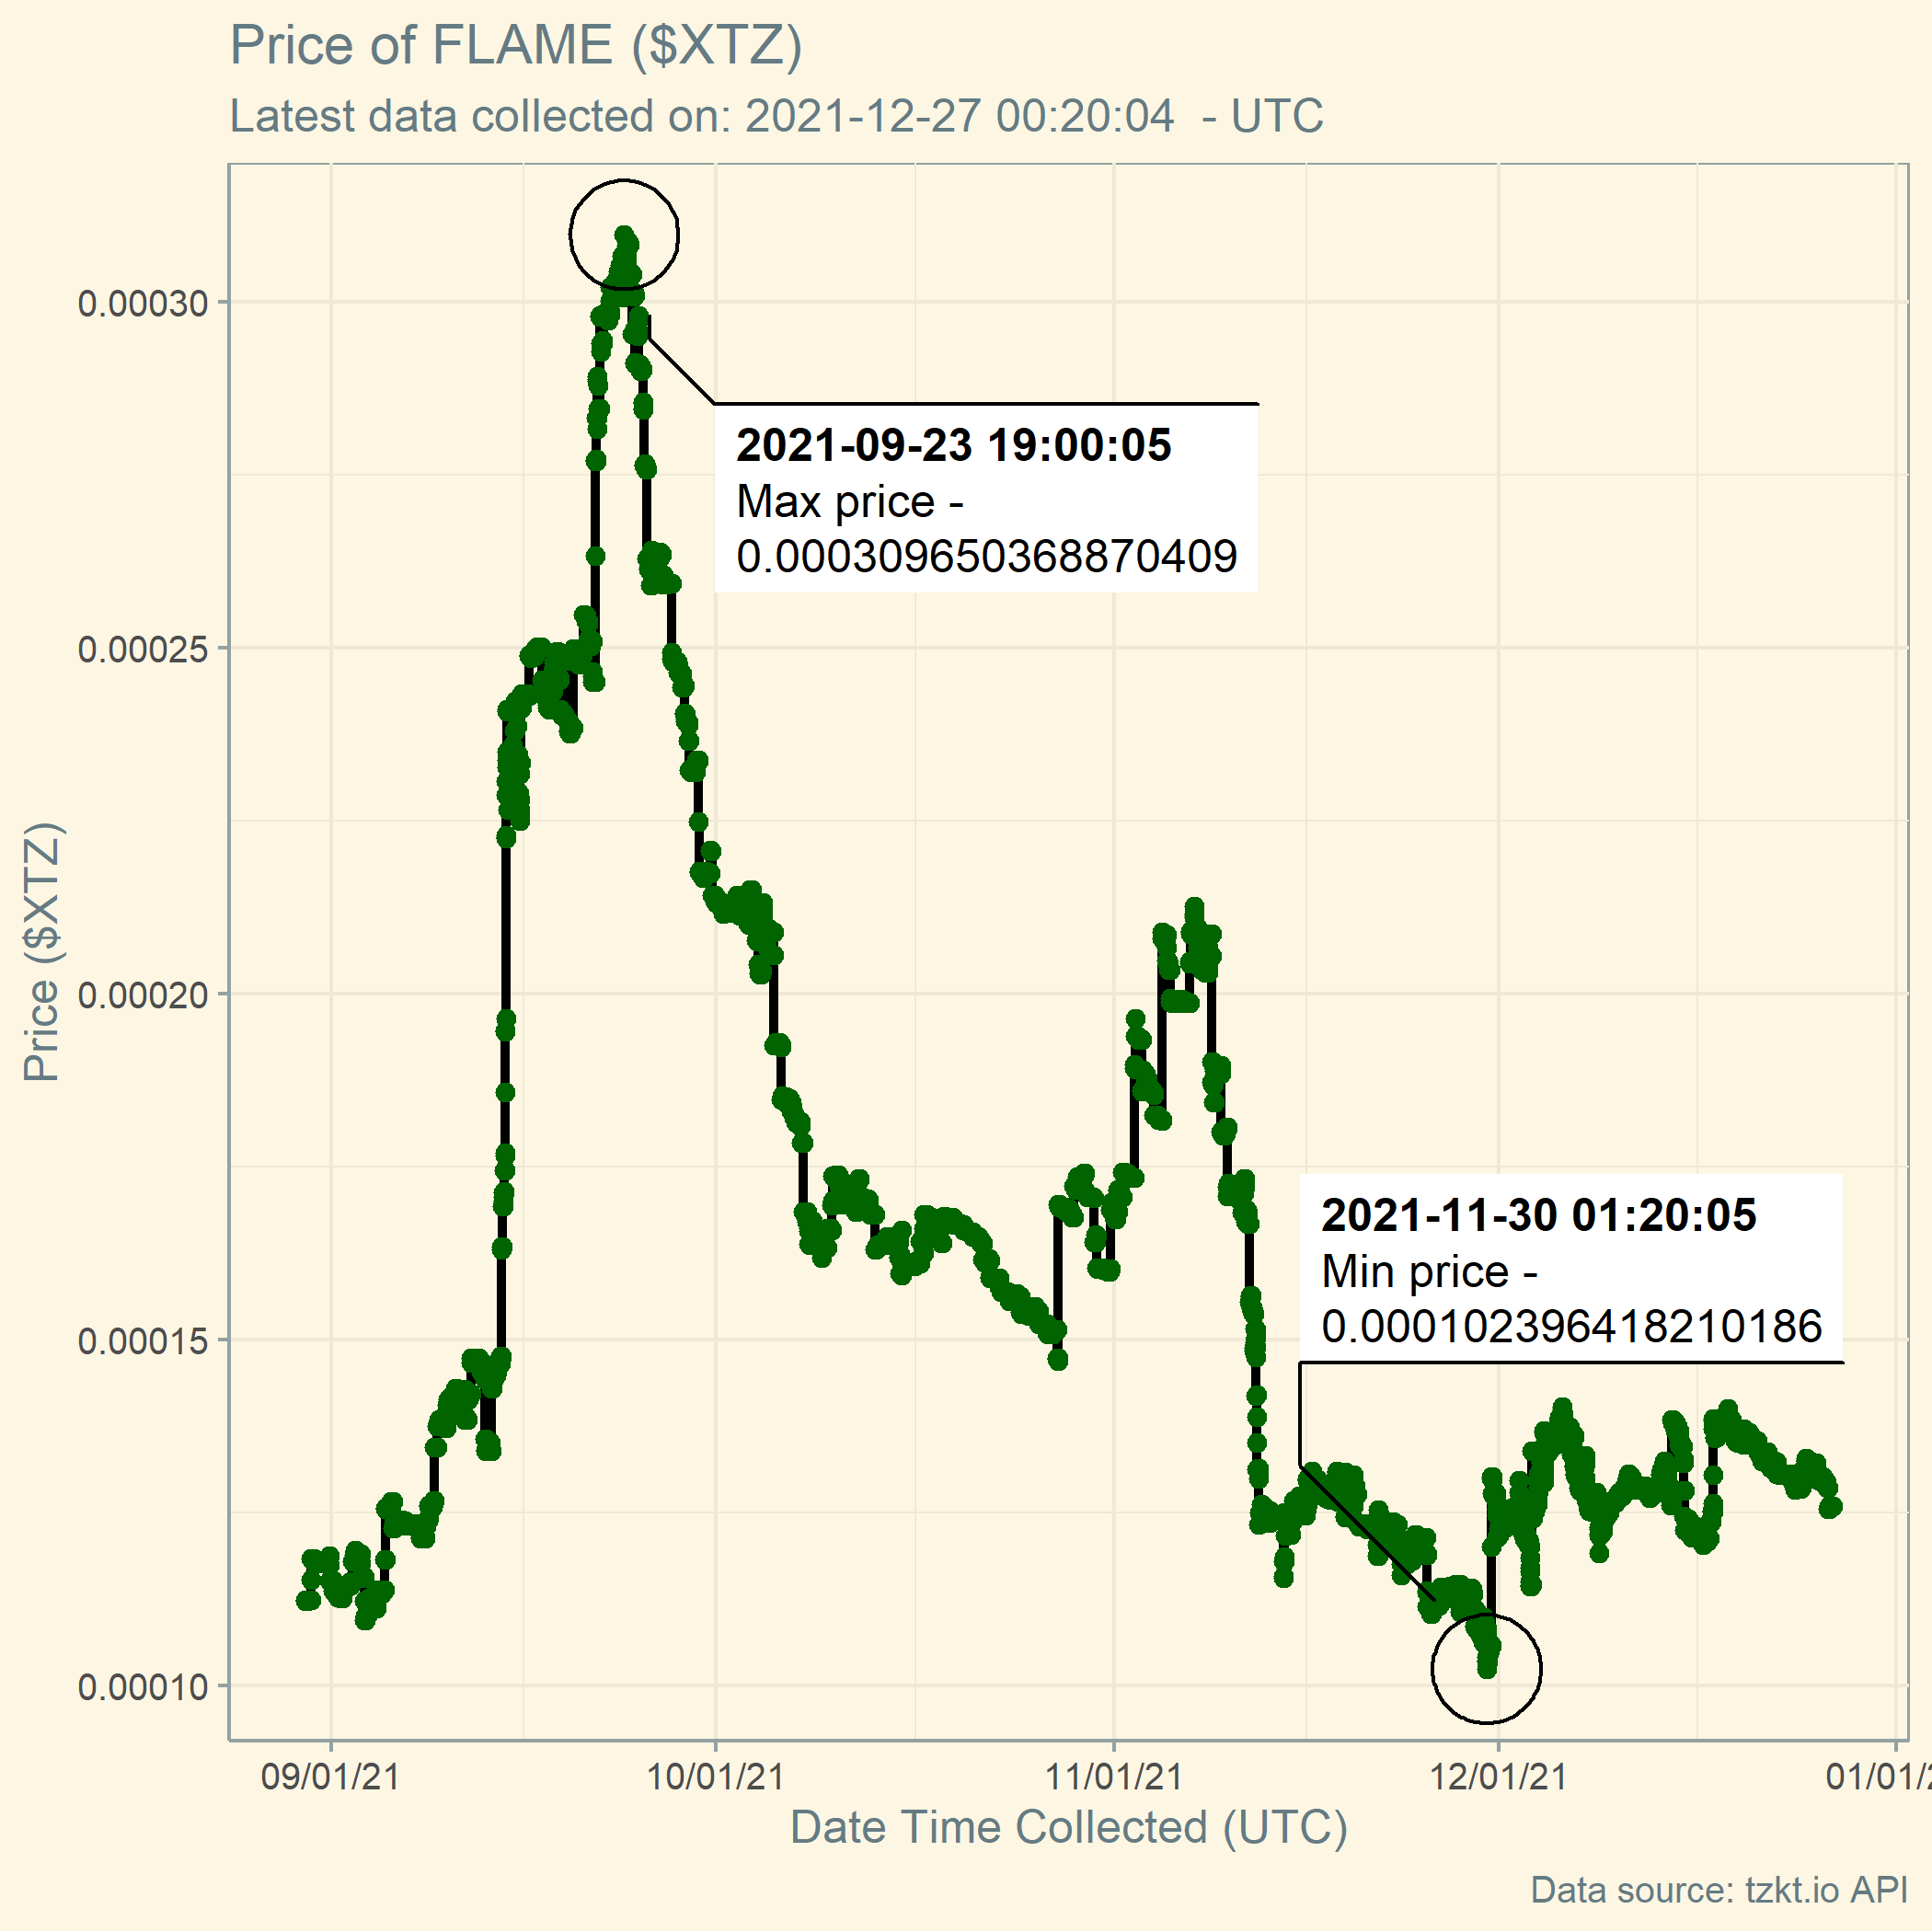 Price of FLAME ($XTZ)
Latest data collected on: 2021-12-27 00:20:04  - UTC
0.00030
0.00025
0.00020
0.00015
0.00010
Price ($XTZ)
2021-09-23 19:00:05
Max price -
0.000309650368870409
2021-11-30 01:20:05
Min price -
0.000102396418210186
09/01/21
10/01/21
11/01/21
12/01/21
01/01/2
Date Time Collected (UTC)
Data source: tzkt.io API